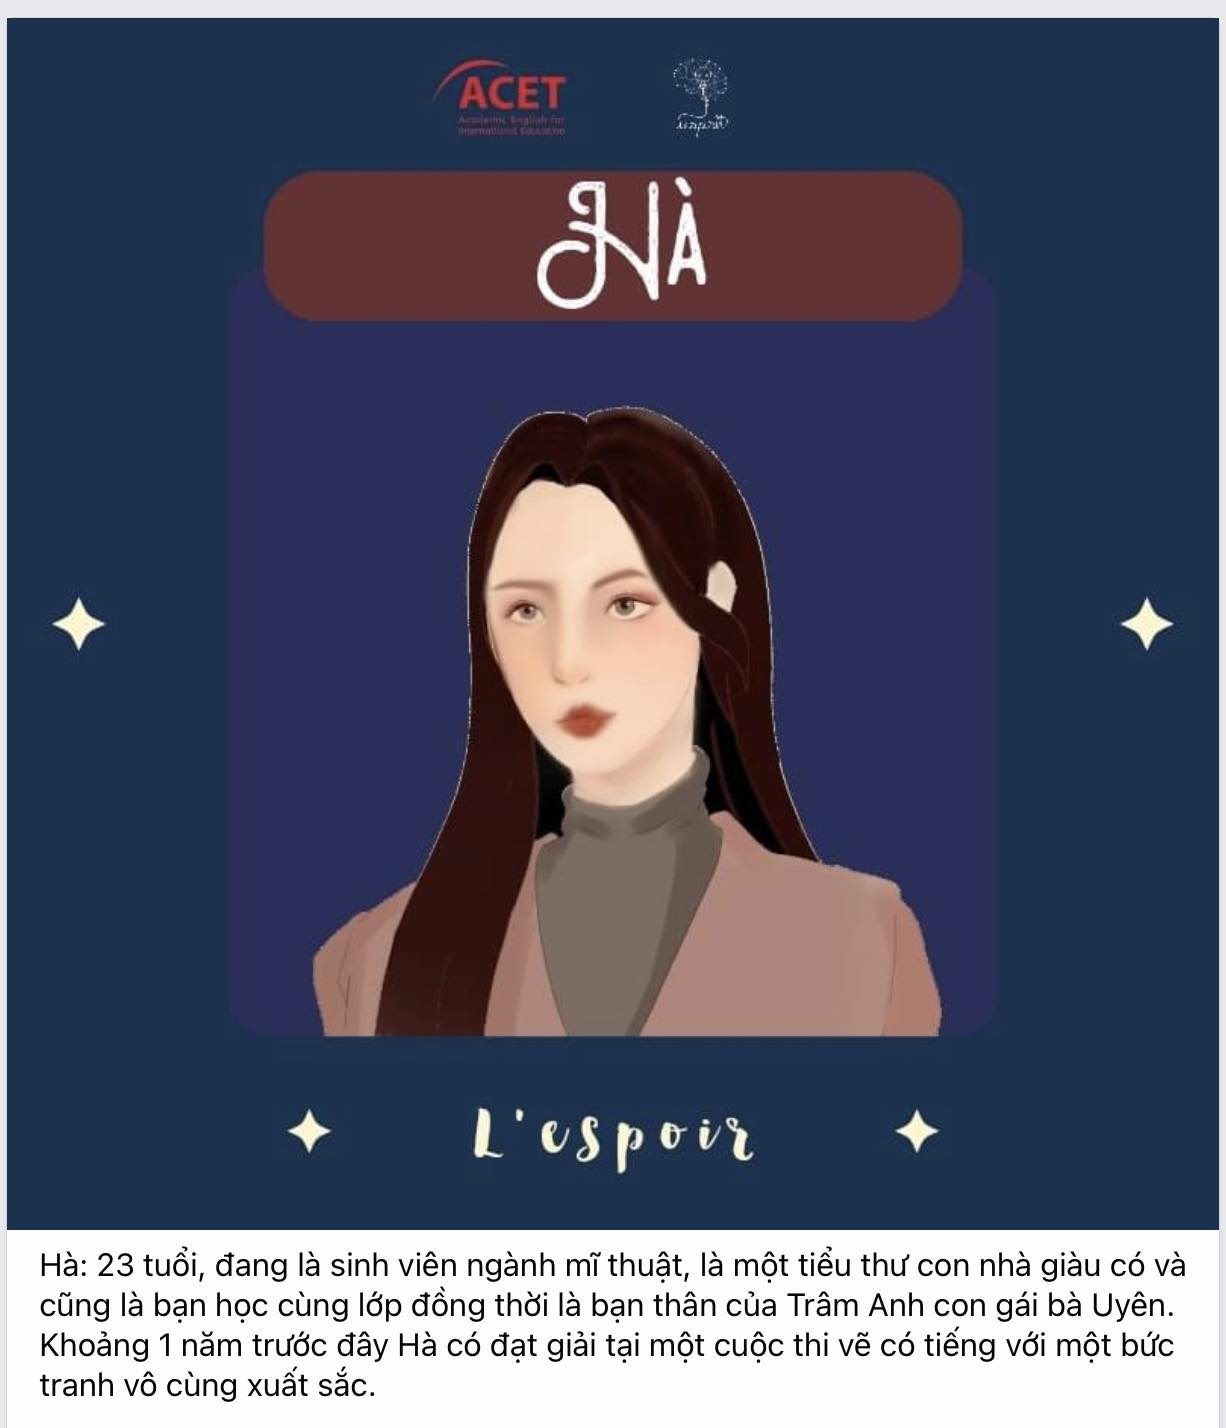 ACET
Academic English for
International Education
HÀ
L'espoir
Hà: 23 tuổi, đang là sinh viên ngành mĩ thuật, là một tiểu thư con nhà giàu có và
cũng là bạn học cùng lớp đồng thời là bạn thân của Trâm Anh con gái bà Uyên.
Khoảng 1 năm trước đây Hà có đạt giải tại một cuộc thi vẽ có tiếng với một bức
tranh vô cùng xuất sắc.